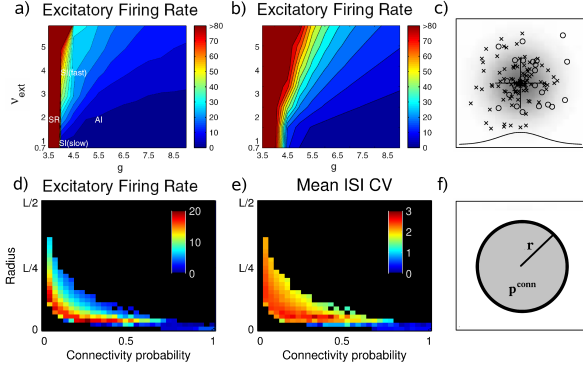 a) Excitatory Firing Rate
b) Excitatory Firing Rate
c)
ν_ext
5
4
3
2
1
0.7
SI(fast)
SR
AI
SI(slow)
3.5 4.5 5.5 6.5 7.5 8.5
g
>80
70
60
50
40
30
20
10
0
5
4
3
2
1
0.7
3.5 4.5 5.5 6.5 7.5 8.5
g
>80
70
60
50
40
30
20
10
0
d) Excitatory Firing Rate
e) Mean ISI CV
f)
Radius
L/2
L/4
0
20
10
0
0 0.5 1
Connectivity probability
L/2
L/4
0
3
2
1
0
0 0.5 1
Connectivity probability
r
p^conn